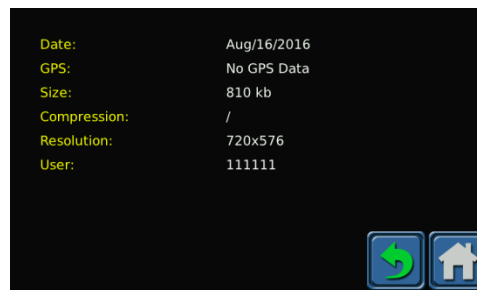 Date: Aug/16/2016
GPS: No GPS Data
Size: 810 kb
Compression: /
Resolution: 720x576
User: 111111